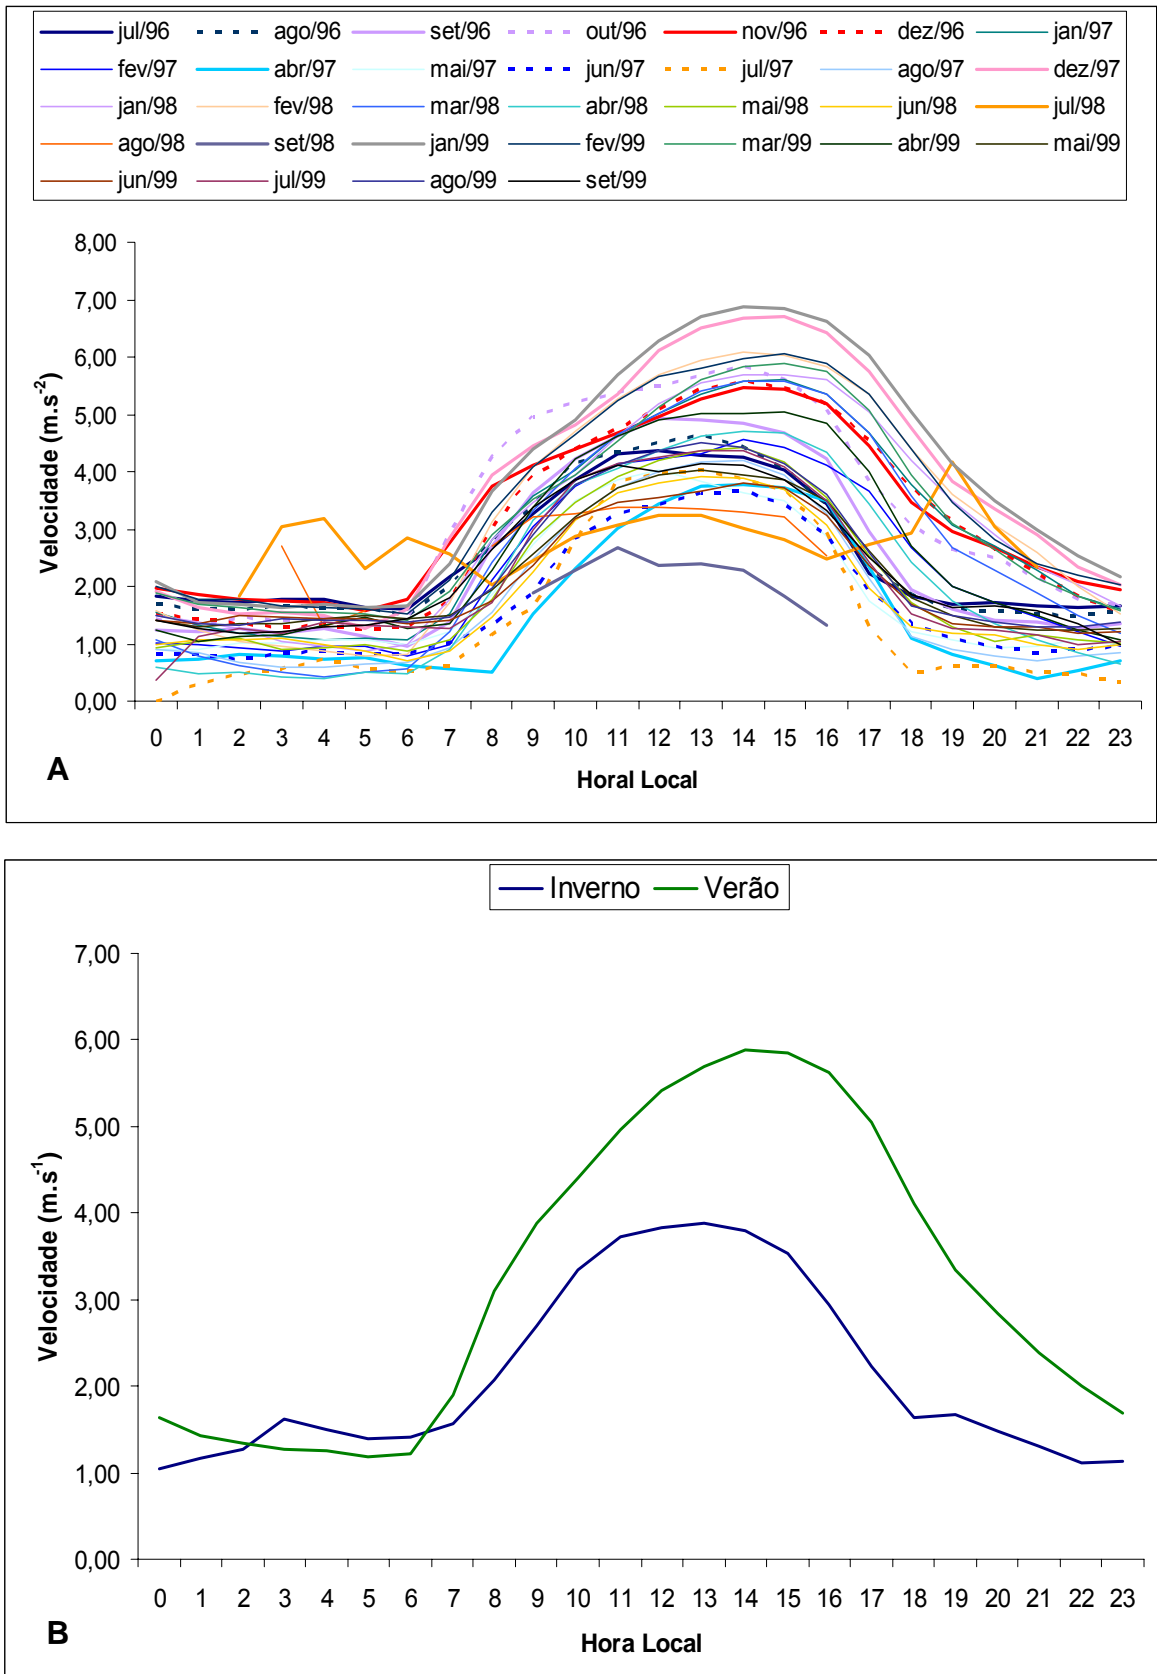 jul/96 ago/96 set/96 out/96 nov/96 dez/96 jan/97
fev/97 abr/97 mai/97 jun/97 jul/97 ago/97 dez/97
jan/98 fev/98 mar/98 abr/98 mai/98 jun/98 jul/98
ago/98 set/98 jan/99 fev/99 mar/99 abr/99 mai/99
jun/99 jul/99 ago/99 set/99
8,00
7,00
6,00
5,00
4,00
3,00
2,00
1,00
0,00
Velocidade (m.s-2)
0 1 2 3 4 5 6 7 8 9 10 11 12 13 14 15 16 17 18 19 20 21 22 23
A
Horal Local
Inverno Verão
7,00
6,00
5,00
4,00
3,00
2,00
1,00
0,00
Velocidade (m.s-1)
0 1 2 3 4 5 6 7 8 9 10 11 12 13 14 15 16 17 18 19 20 21 22 23
B
Hora Local